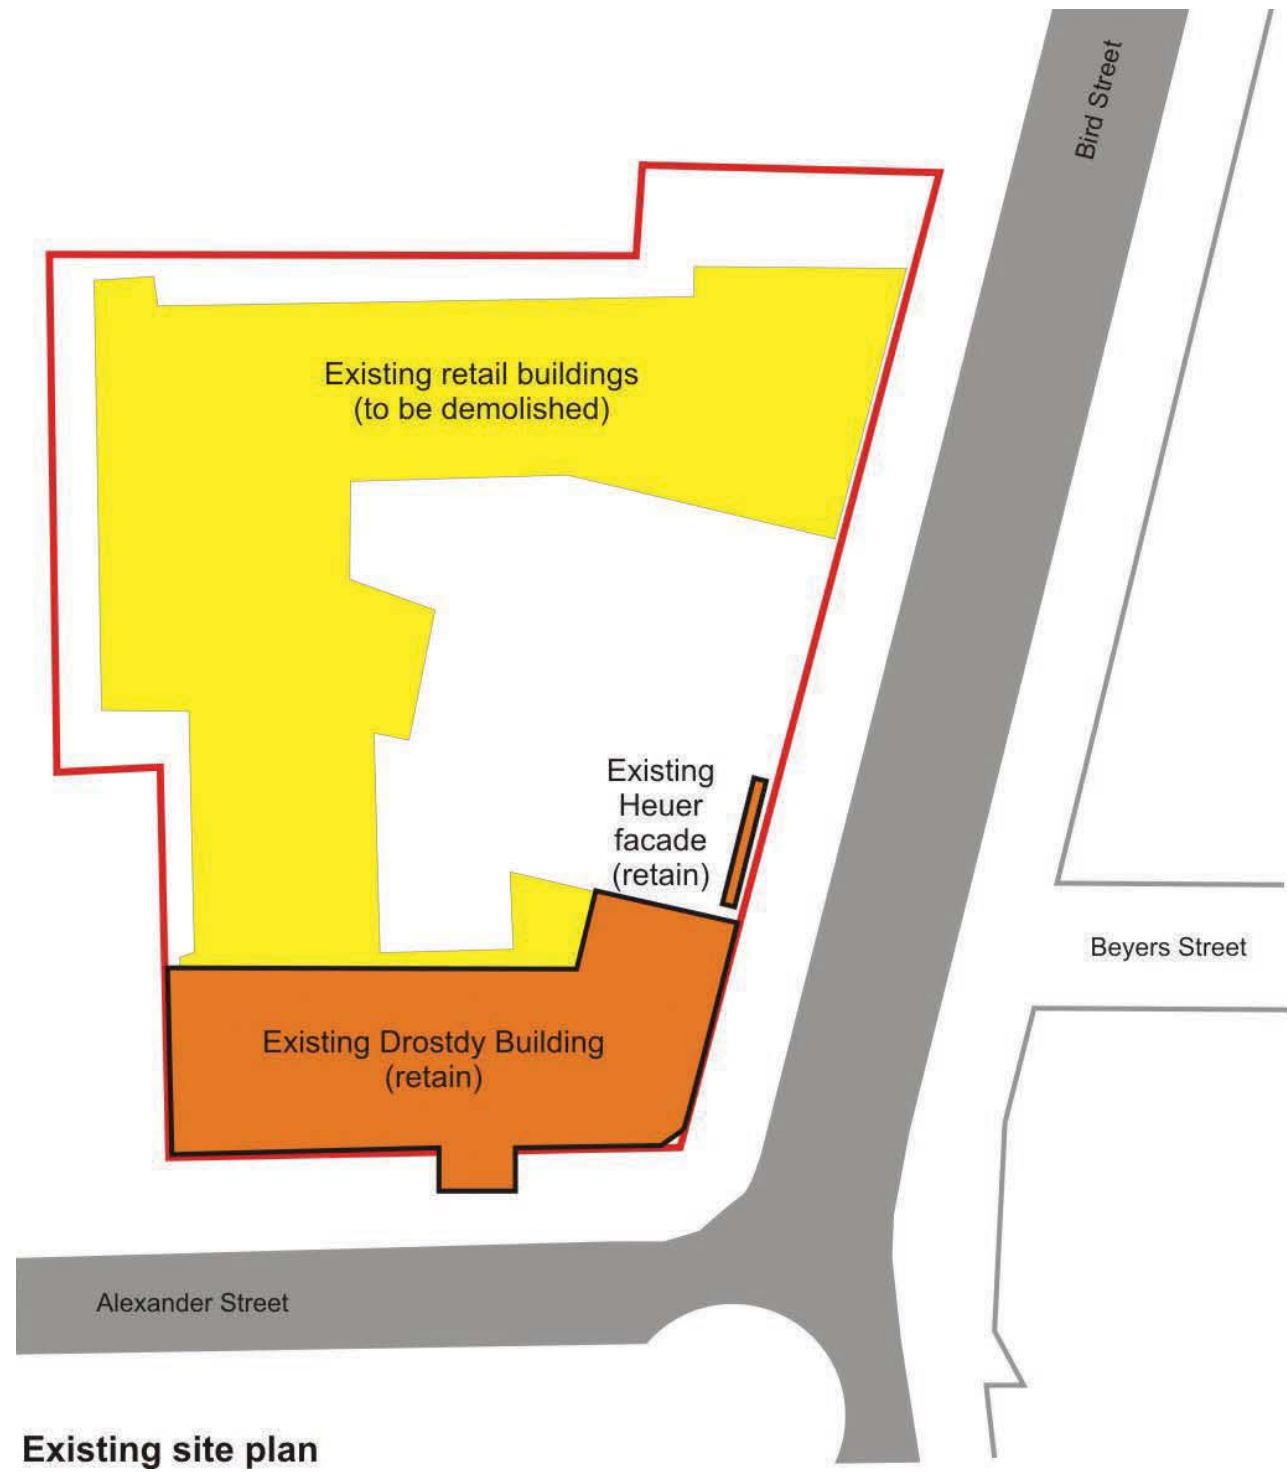 Bird Street
Existing retail buildings
(to be demolished)
Existing
Heuer
facade
(retain)
Beyers Street
Existing Drostdy Building
(retain)
Alexander Street
Existing site plan